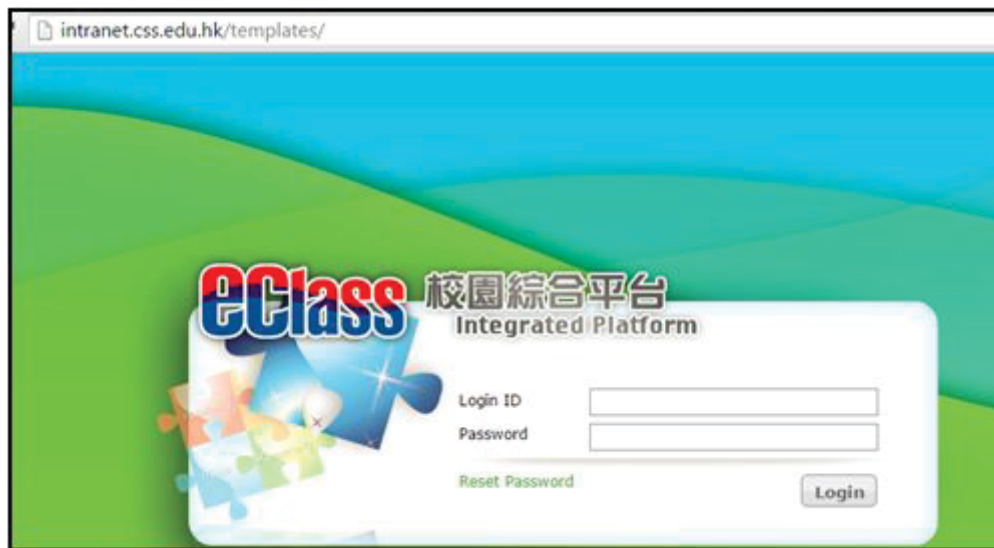 intranet.css.edu.hk/templates/
eClass 校園綜合平台
Integrated Platform
Login ID
Password
Reset Password
Login